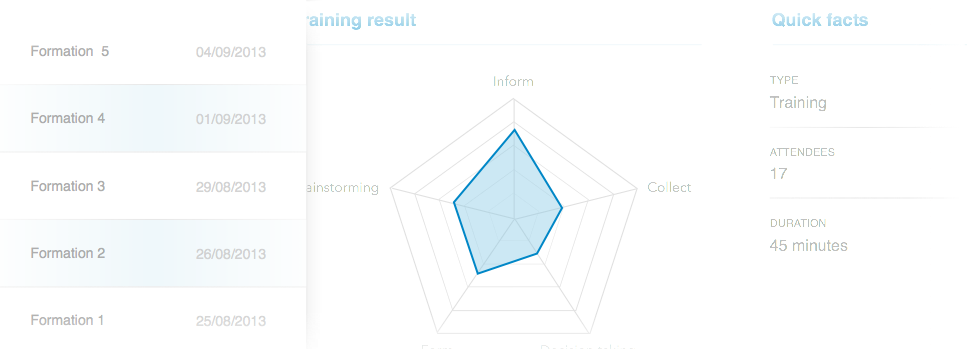 Formation 5 04/09/2013
Formation 4 01/09/2013
Formation 3 29/08/2013
Formation 2 26/08/2013
Formation 1 25/08/2013
raining result
Inform
ainstorming
Collect
Quick facts
TYPE
Training
ATTENDEES
17
DURATION
45 minutes